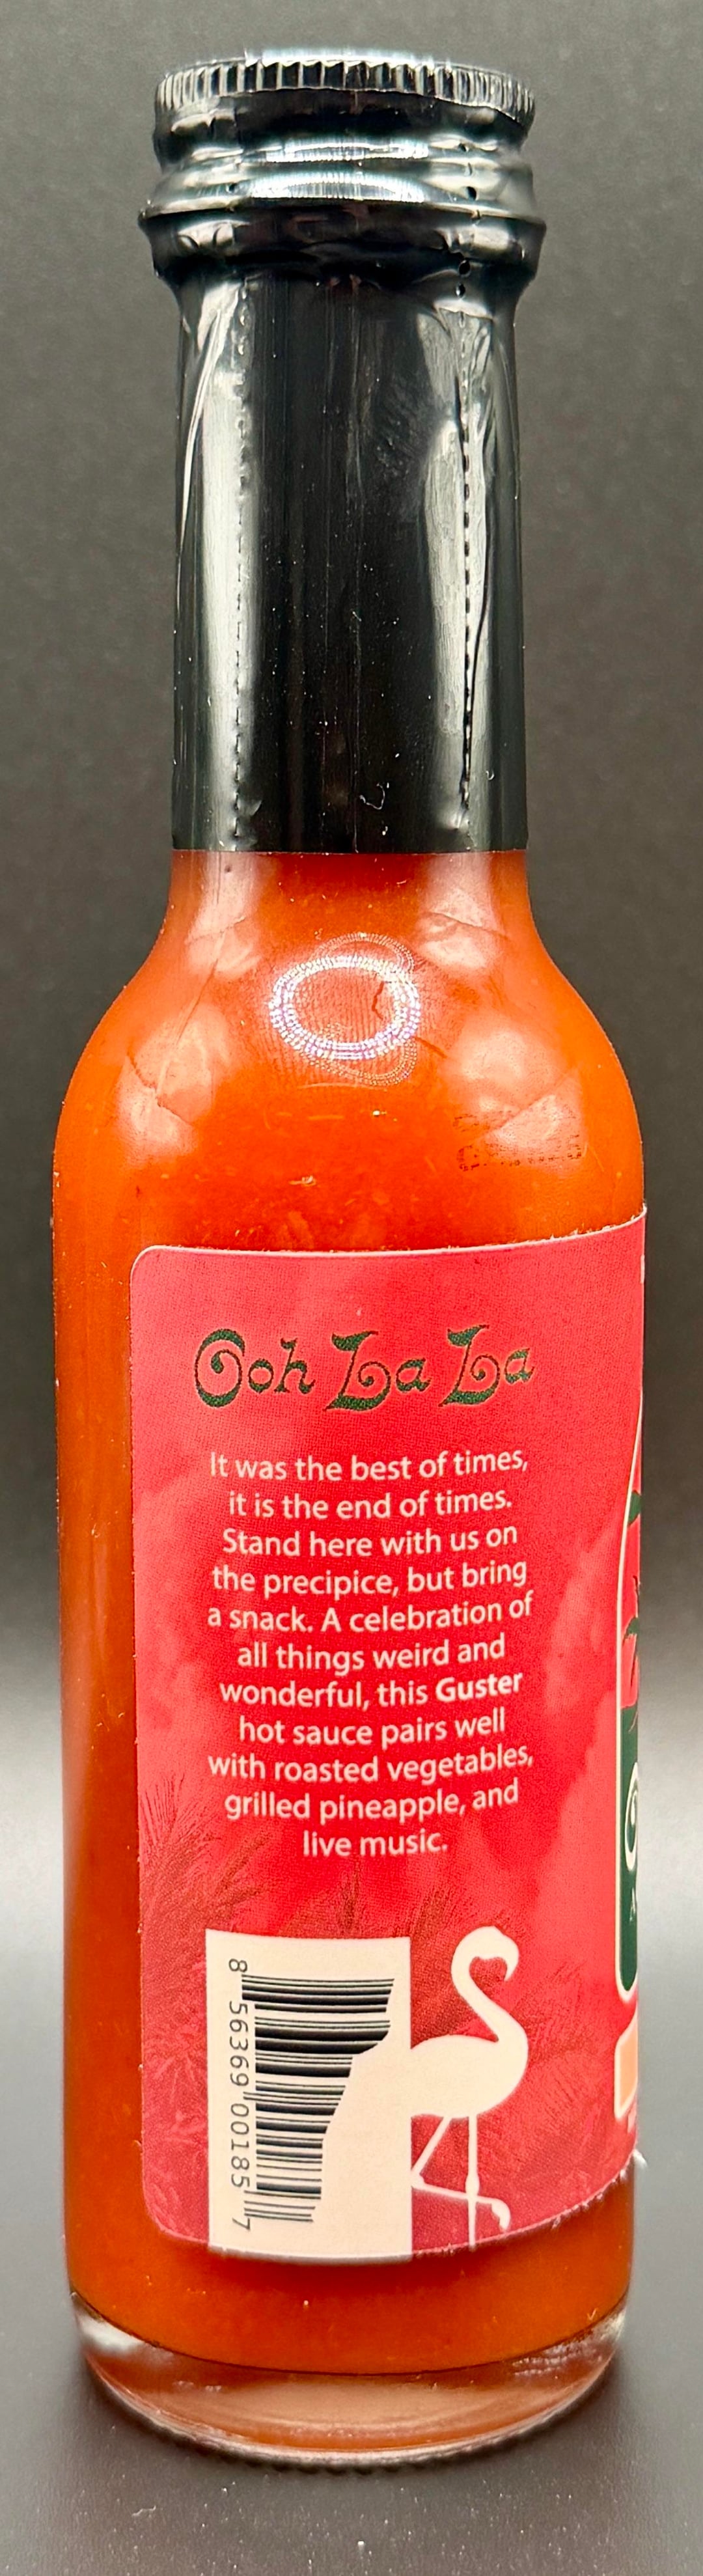 Ooh La La
It was the best of times,
it is the end of times.
Stand here with us on
the precipice, but bring
a snack. A celebration of
all things weird and
wonderful, this Guster
hot sauce pairs well
with roasted vegetables,
grilled pineapple, and
live music.
8 56369 00185 7